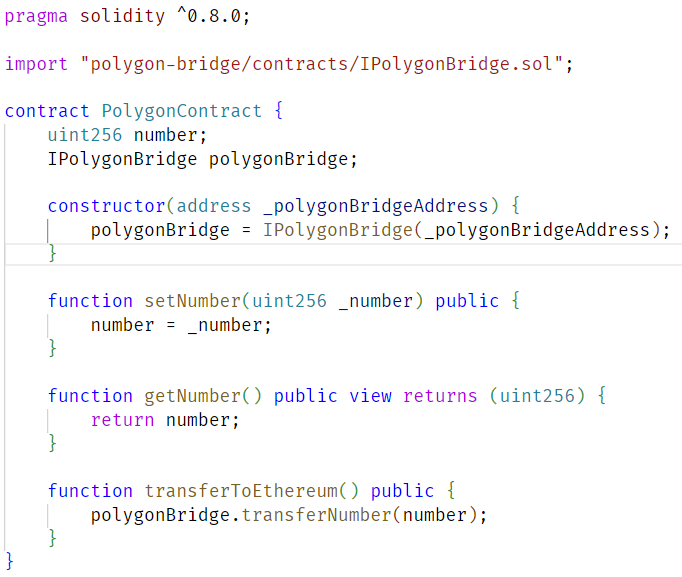 pragma solidity ^0.8.0;

import "polygon-bridge/contracts/IPolygonBridge.sol";

contract PolygonContract {
    uint256 number;
    IPolygonBridge polygonBridge;

    constructor(address _polygonBridgeAddress) {
        polygonBridge = IPolygonBridge(_polygonBridgeAddress);
    }

    function setNumber(uint256 _number) public {
        number = _number;
    }

    function getNumber() public view returns (uint256) {
        return number;
    }

    function transferToEthereum() public {
        polygonBridge.transferNumber(number);
    }
}